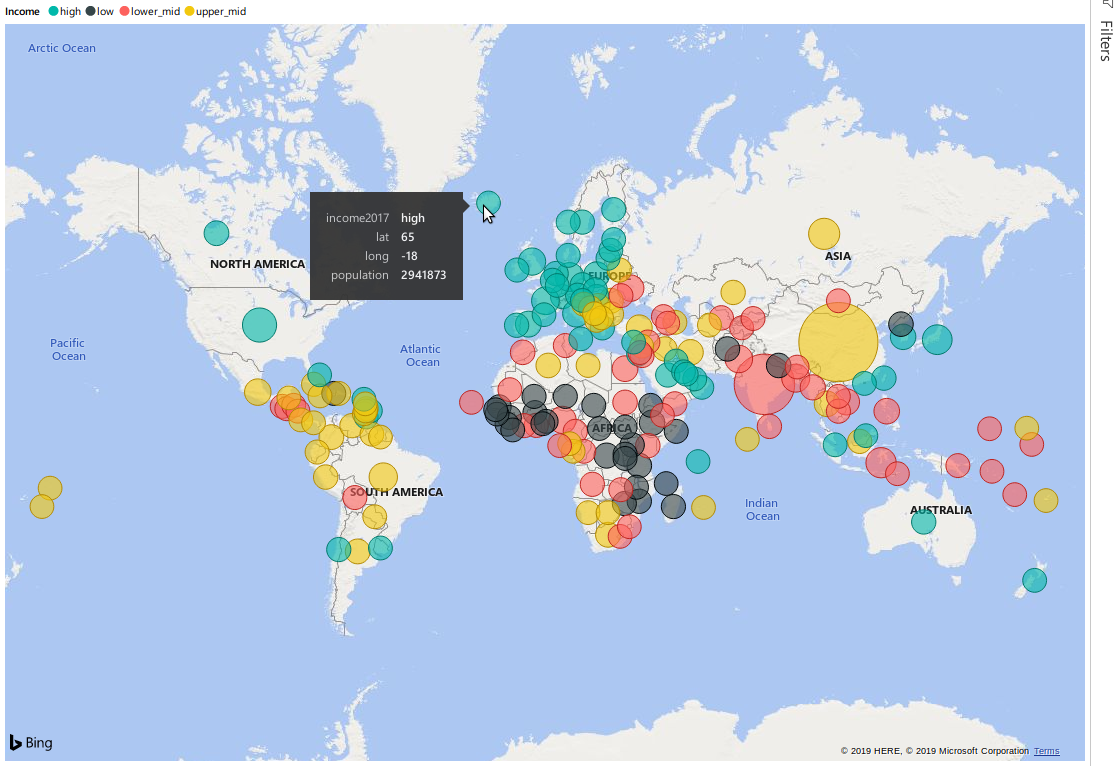 Income high low lower_mid upper_mid
Filters
Arctic Ocean
income2017 high
lat 65
long -18
population 2941873
NORTH AMERICA
EUROPE
ASIA
Pacific
Ocean
Atlantic
Ocean
AFRICA
SOUTH AMERICA
Indian
Ocean
AUSTRALIA
Bing
© 2019 HERE, © 2019 Microsoft Corporation Terms